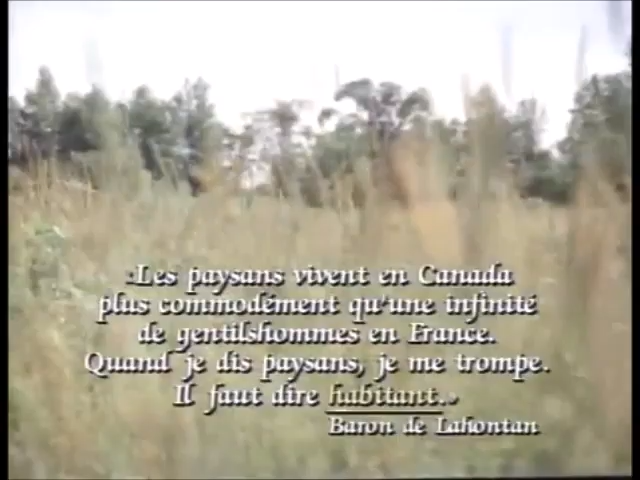 «Les paysans vivent en Canada
plus commodément qu'une infinité
de gentilshommes en France.
Quand je dis paysans, je me trompe.
Il faut dire habitant.»
Baron de Lahontan